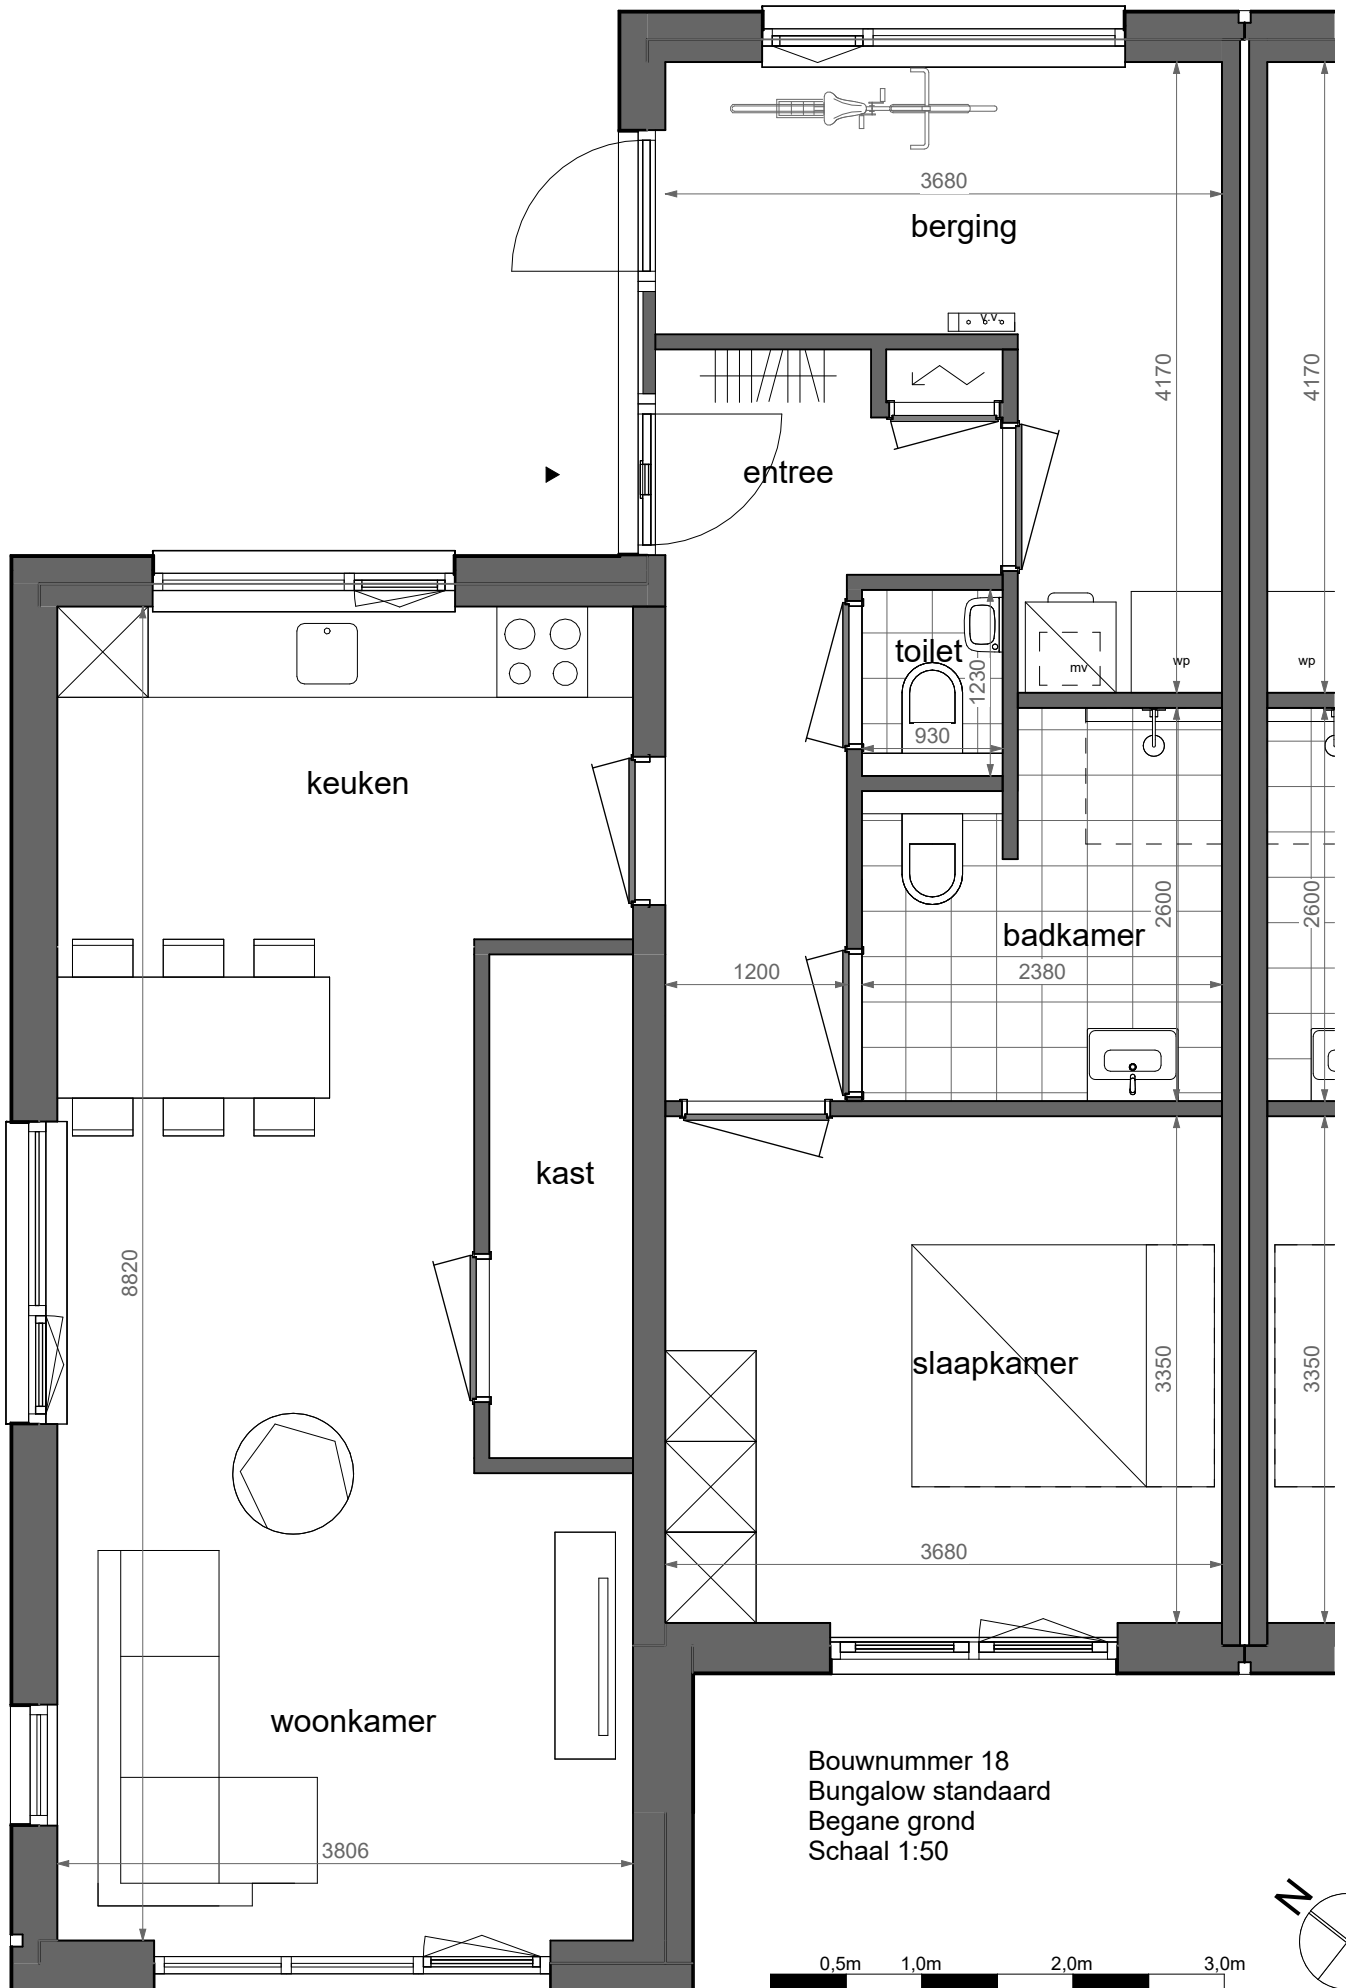 3680
berging
v.v.
4170
4170
entree
toilet
1230
930
mv
wp
wp
keuken
2600
2600
badkamer
1200
2380
kast
8820
slaapkamer
3350
3350
3680
woonkamer
3806
Bouwnummer 18
Bungalow standaard
Begane grond
Schaal 1:50
N
0,5m 1,0m 2,0m 3,0m